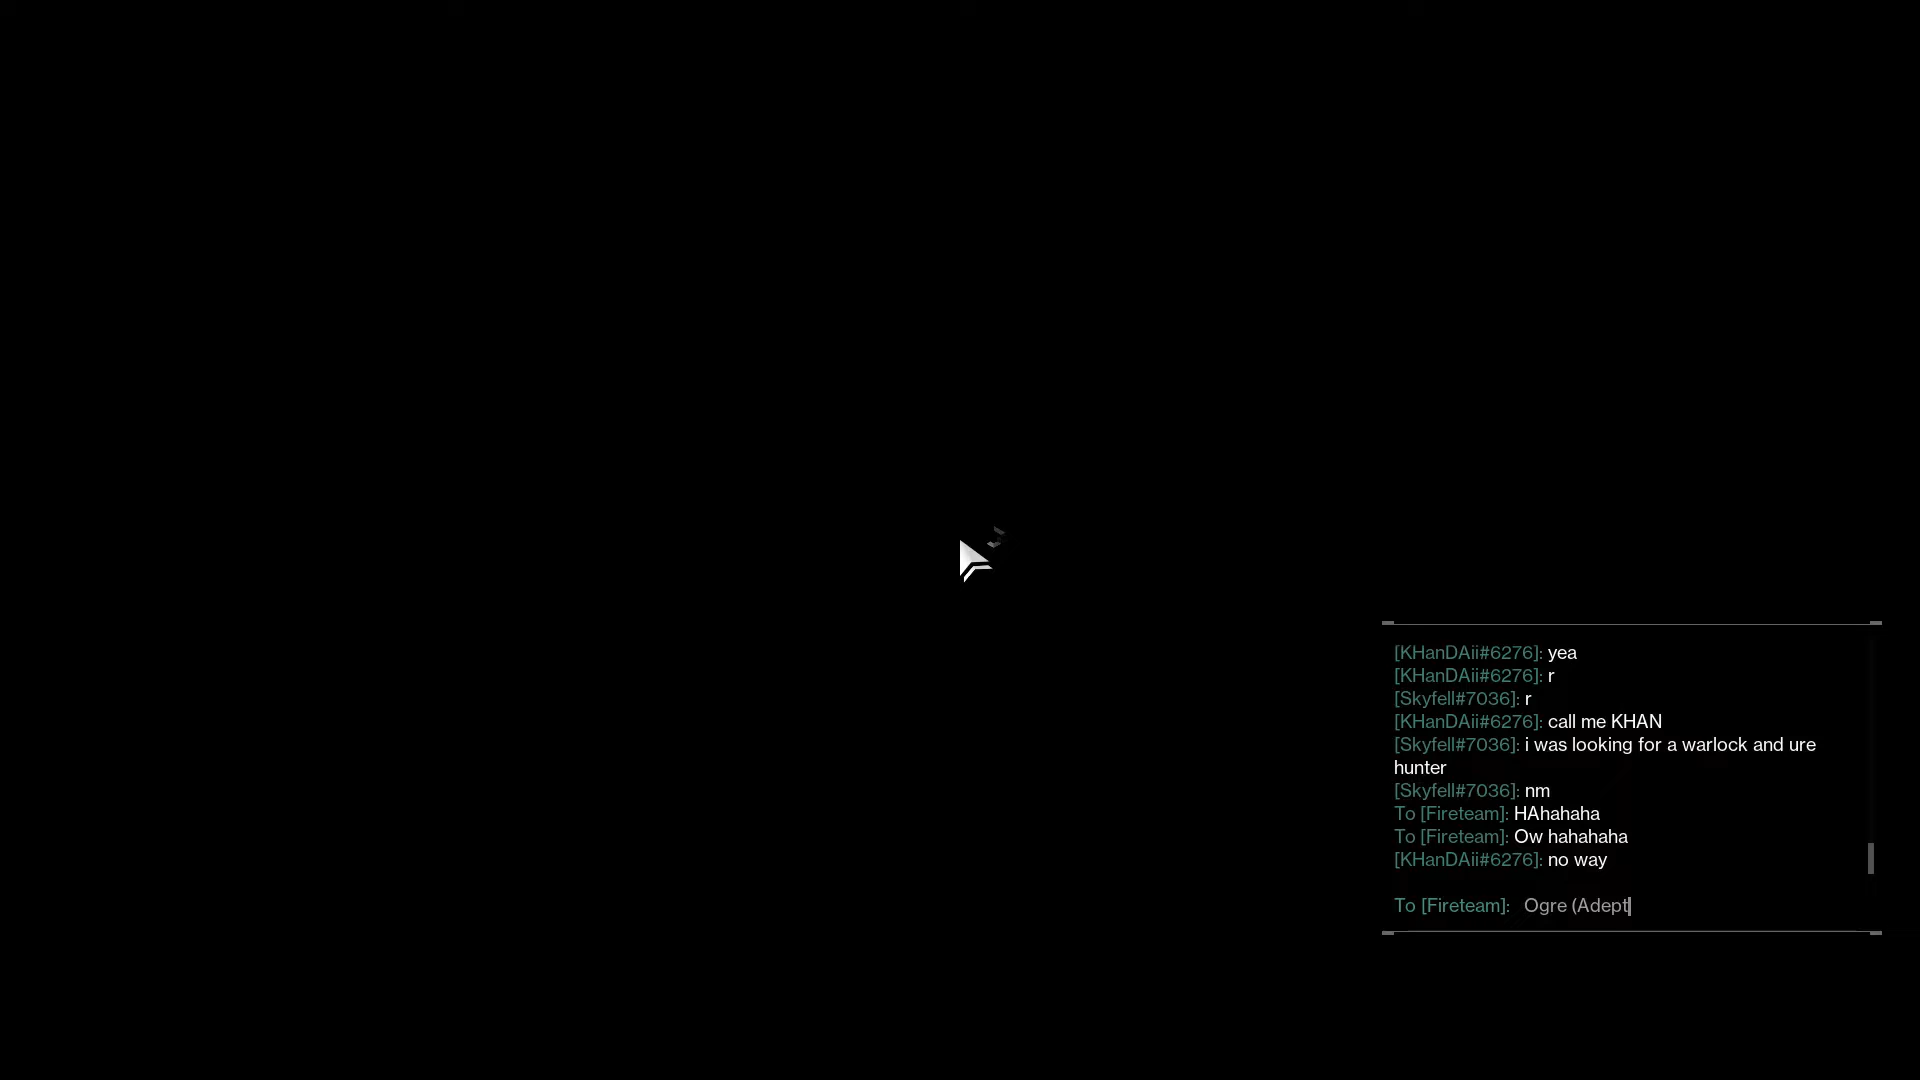 [KHanDAii#6276]: yea
[KHanDAii#6276]: r
[Skyfell#7036]: r
[KHanDAii#6276]: call me KHAN
[Skyfell#7036]: i was looking for a warlock and ure
hunter
[Skyfell#7036]: nm
To [Fireteam]: HAhahaha
To [Fireteam]: Ow hahahaha
[KHanDAii#6276]: no way
To [Fireteam]: Ogre (Adept